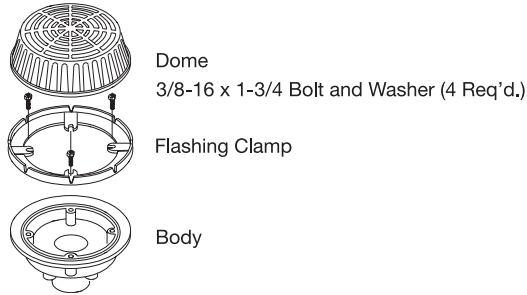 Dome
3/8-16 x 1-3/4 Bolt and Washer (4 Req'd.)
Flashing Clamp
Body